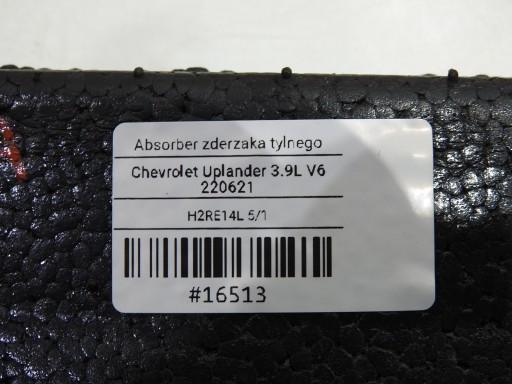 Absorber zderzaka tylnego
Chevrolet Uplander 3.9L V6
220621
H2RE14L 5/1
#16513